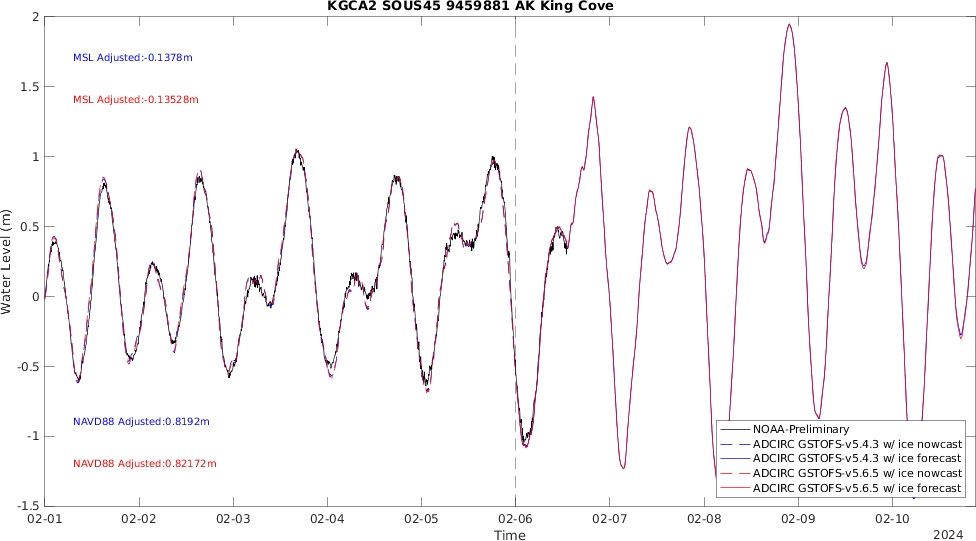 KGCA2 SOUS45 9459881 AK King Cove
2
1.5
1
0.5
0
-0.5
-1
-1.5
Water Level (m)
MSL Adjusted:-0.1378m
MSL Adjusted:-0.13528m
NAVD88 Adjusted:0.8192m
NAVD88 Adjusted:0.82172m
NOAA-Preliminary
ADCIRC GSTOFS-v5.4.3 w/ ice nowcast
ADCIRC GSTOFS-v5.4.3 w/ ice forecast
ADCIRC GSTOFS-v5.6.5 w/ ice nowcast
ADCIRC GSTOFS-v5.6.5 w/ ice forecast
02-01 02-02 02-03 02-04 02-05 02-06 02-07 02-08 02-09 02-10
Time
2024